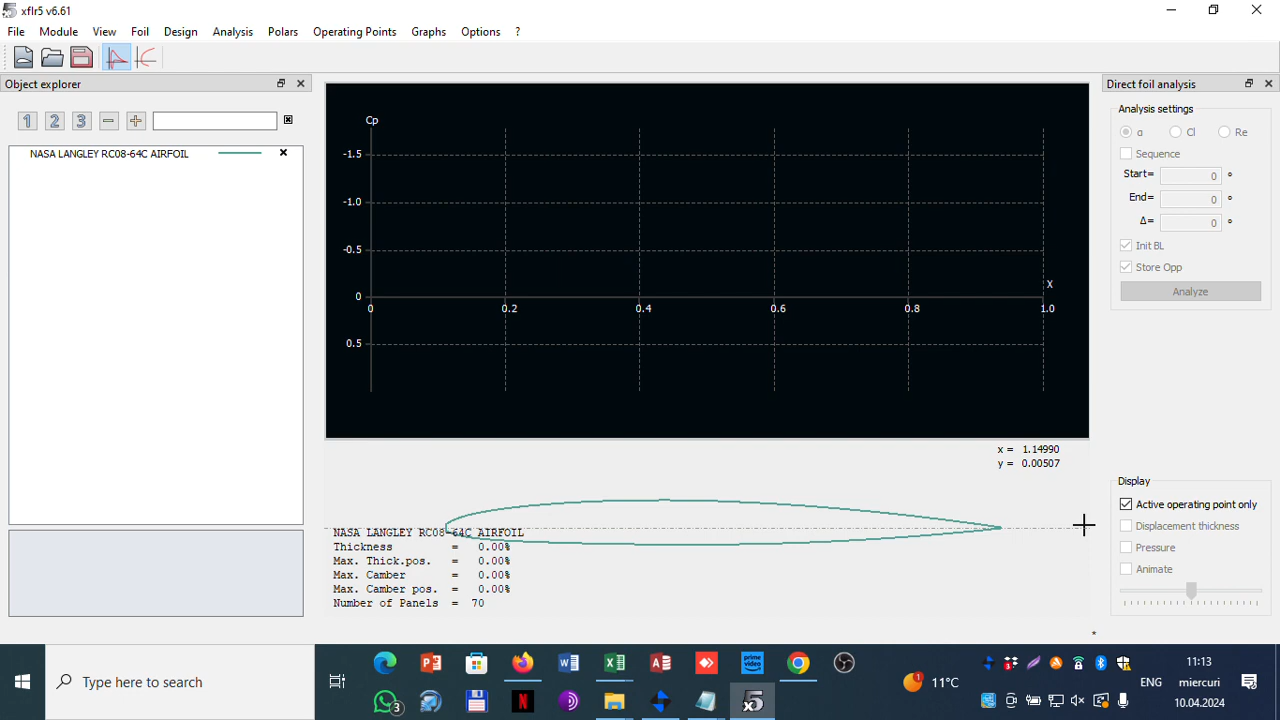 xflr5 v6.61
File Module View Foil Design Analysis Polars Operating Points Graphs Options ?
Object explorer
1 2 3 − +
NASA LANGLEY RC08-64C AIRFOIL
Cp
-1.5
-1.0
-0.5
0
0.5
X
0 0.2 0.4 0.6 0.8 1.0
x = 1.14990
y = 0.00507
NASA LANGLEY RC08-64C AIRFOIL
Thickness = 0.00%
Max. Thick.pos. = 0.00%
Max. Camber = 0.00%
Max. Camber pos. = 0.00%
Number of Panels = 70
Direct foil analysis
Analysis settings
α Cl Re
Sequence
Start= 0 °
End= 0 °
Δ= 0 °
Init BL
Store Opp
Analyze
Display
Active operating point only
Displacement thickness
Pressure
Animate
*
Type here to search
prime video
3
N
x5
1
11°C
ENG
11:13
miercuri
10.04.2024